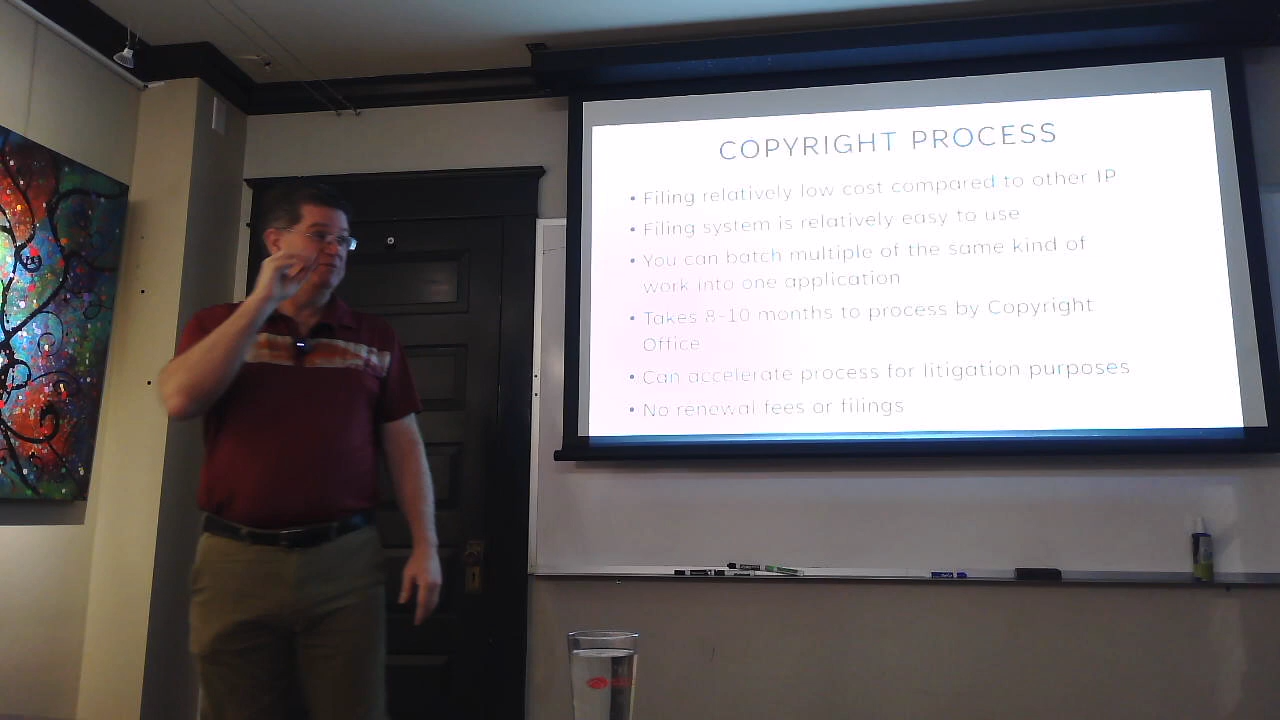 COPYRIGHT PROCESS
• Filing relatively low cost compared to other IP
• Filing system is relatively easy to use
• You can batch multiple of the same kind of
work into one application
• Takes 8-10 months to process by Copyright
Office
• Can accelerate process for litigation purposes
• No renewal fees or filings